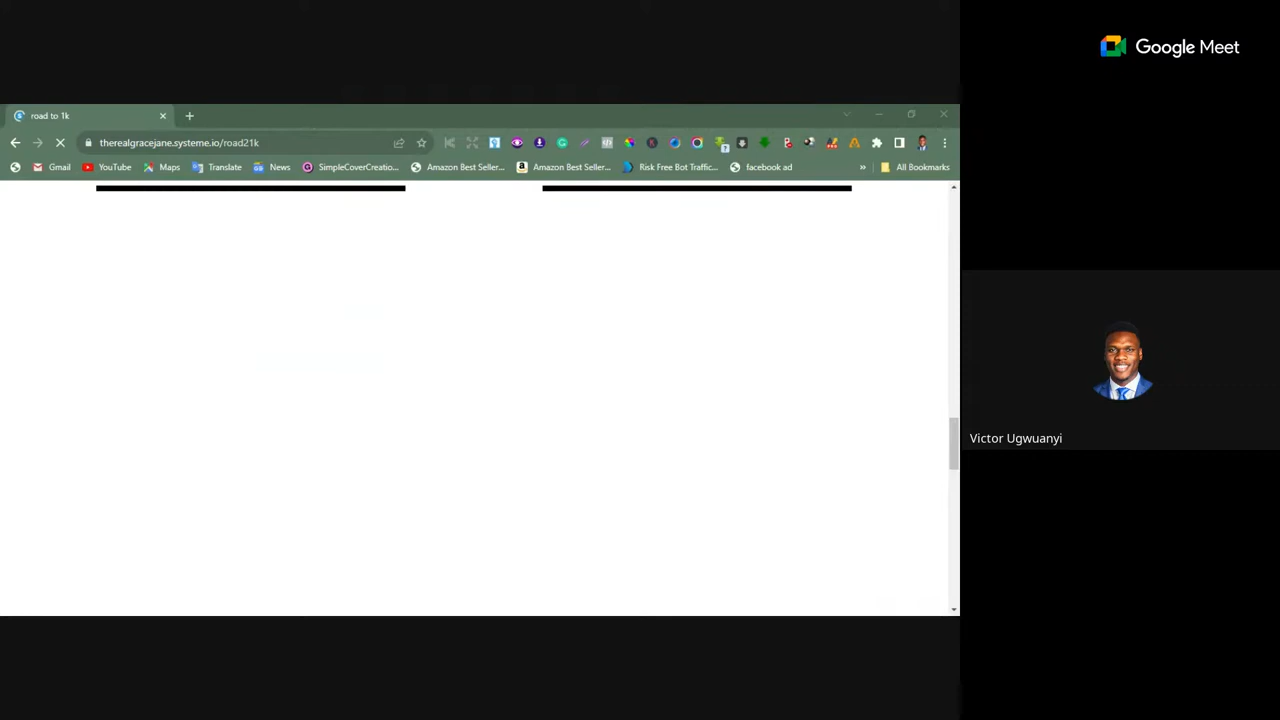 Google Meet
road to 1k
therealgracejane.systeme.io/road21k
Gmail
YouTube
Maps
Translate
News
SimpleCoverCreatio...
Amazon Best Seller...
Amazon Best Seller...
Risk Free Bot Traffic...
facebook ad
»
All Bookmarks
Victor Ugwuanyi